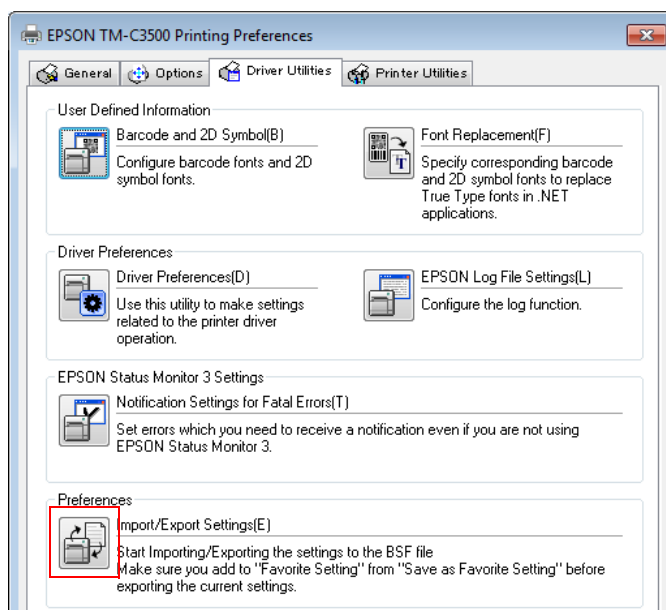 EPSON TM-C3500 Printing Preferences
General
Options
Driver Utilities
Printer Utilities
User Defined Information
Barcode and 2D Symbol(B)
Configure barcode fonts and 2D
symbol fonts.
Font Replacement(F)
Specify corresponding barcode
and 2D symbol fonts to replace
True Type fonts in .NET
applications.
Driver Preferences
Driver Preferences(D)
Use this utility to make settings
related to the printer driver
operation.
EPSON Log File Settings(L)
Configure the log function.
EPSON Status Monitor 3 Settings
Notification Settings for Fatal Errors(T)
Set errors which you need to receive a notification even if you are not using
EPSON Status Monitor 3.
Preferences
Import/Export Settings(E)
Start Importing/Exporting the settings to the BSF file
Make sure you add to "Favorite Setting" from "Save as Favorite Setting" before
exporting the current settings.